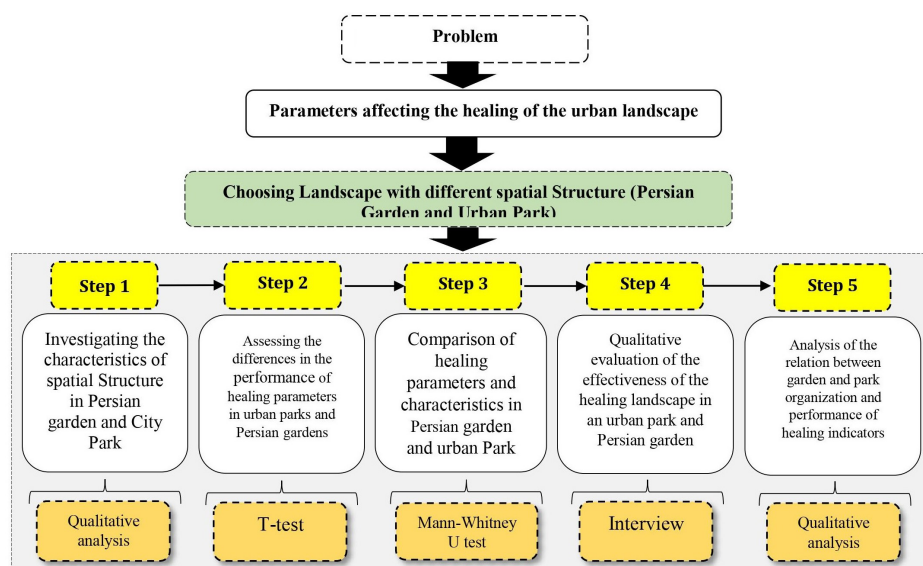 Problem
Parameters affecting the healing of the urban landscape
Choosing Landscape with different spatial Structure (Persian
Garden and Urban Park)
Step 1
Step 2
Step 3
Step 4
Step 5
Investigating the
characteristics of
spatial Structure
in Persian
garden and City
Park
Assessing the
differences in the
performance of
healing parameters
in urban parks and
Persian gardens
Comparison of
healing
parameters and
characteristics in
Persian garden
and urban Park
Qualitative
evaluation of the
effectiveness of the
healing landscape in
an urban park and
Persian garden
Analysis of the
relation between
garden and park
organization and
performance of
healing indicators
Qualitative
analysis
T-test
Mann-Whitney
U test
Interview
Qualitative
analysis